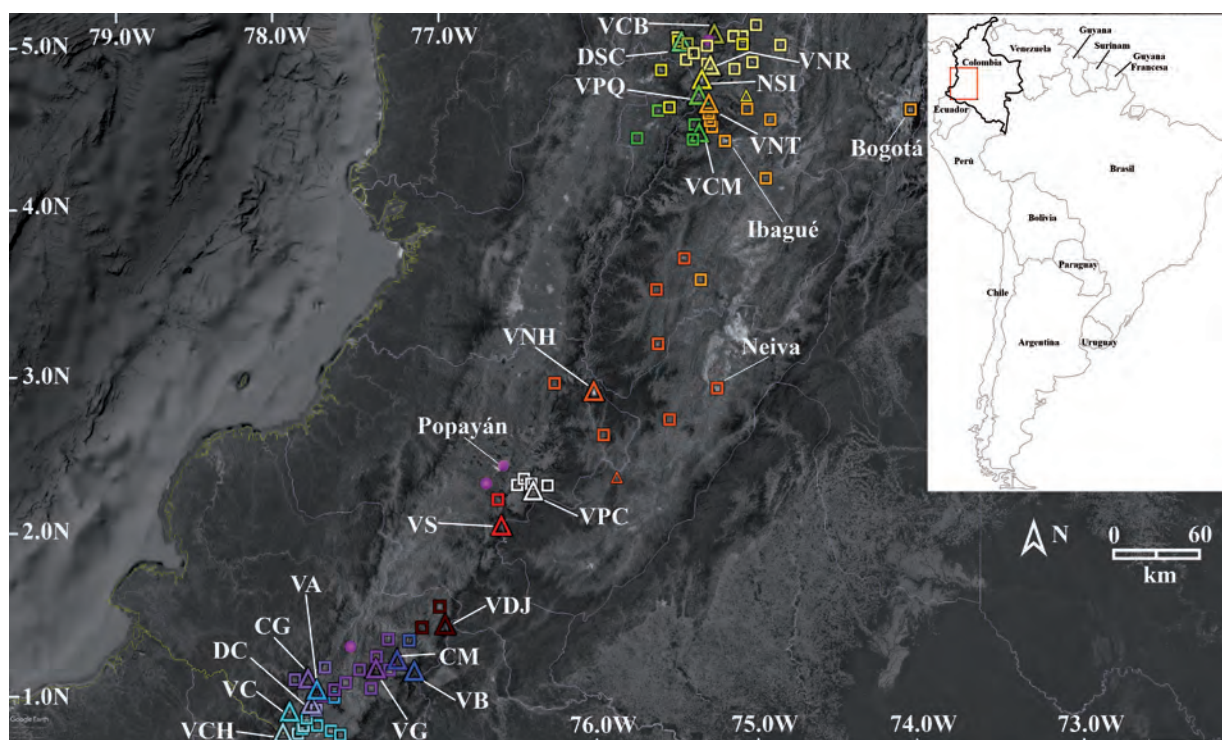 79.0W
78.0W
77.0W
5.0N
4.0N
3.0N
2.0N
1.0N
VCB
DSC
VNR
VPQ
NSI
VNT
VCM
Bogotá
Ibagué
VNH
Neiva
Popayán
VPC
VS
VA
VDJ
CG
DC
CM
VC
VB
VG
VCH
Google Earth
76.0W
75.0W
74.0W
73.0W
N
0
60
km
Guyana
Venezuela
Surinam
Guyana
Francesa
Colombia
Ecuador
Perú
Brasil
Bolivia
Paraguay
Chile
Argentina
Uruguay